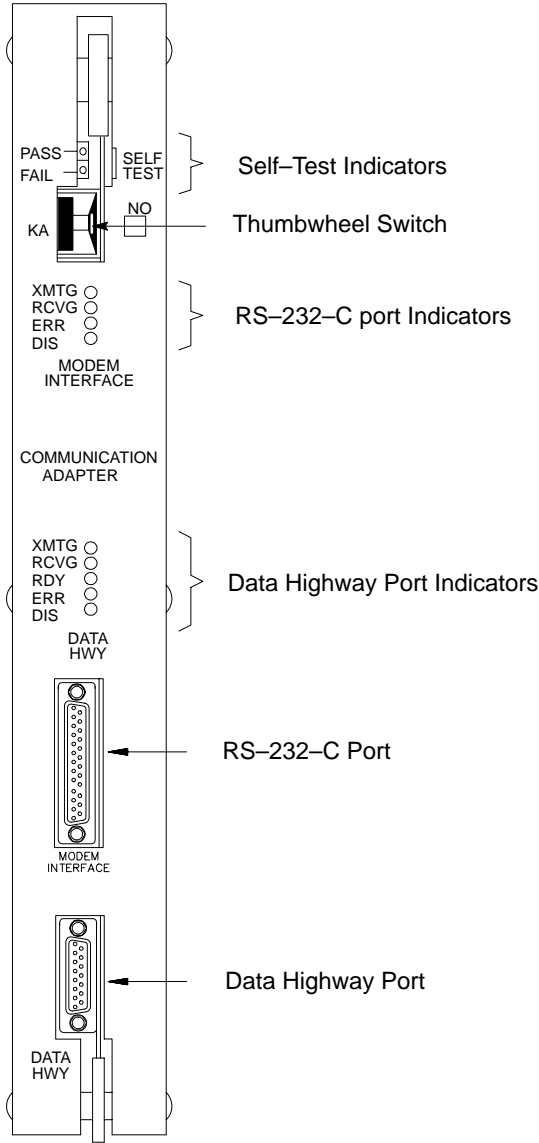 PASS
FAIL
SELF
TEST
Self–Test Indicators
NO
KA
Thumbwheel Switch
XMTG
RCVG
ERR
DIS
RS–232–C port Indicators
MODEM
INTERFACE
COMMUNICATION
ADAPTER
XMTG
RCVG
RDY
ERR
DIS
Data Highway Port Indicators
DATA
HWY
RS–232–C Port
MODEM
INTERFACE
Data Highway Port
DATA
HWY